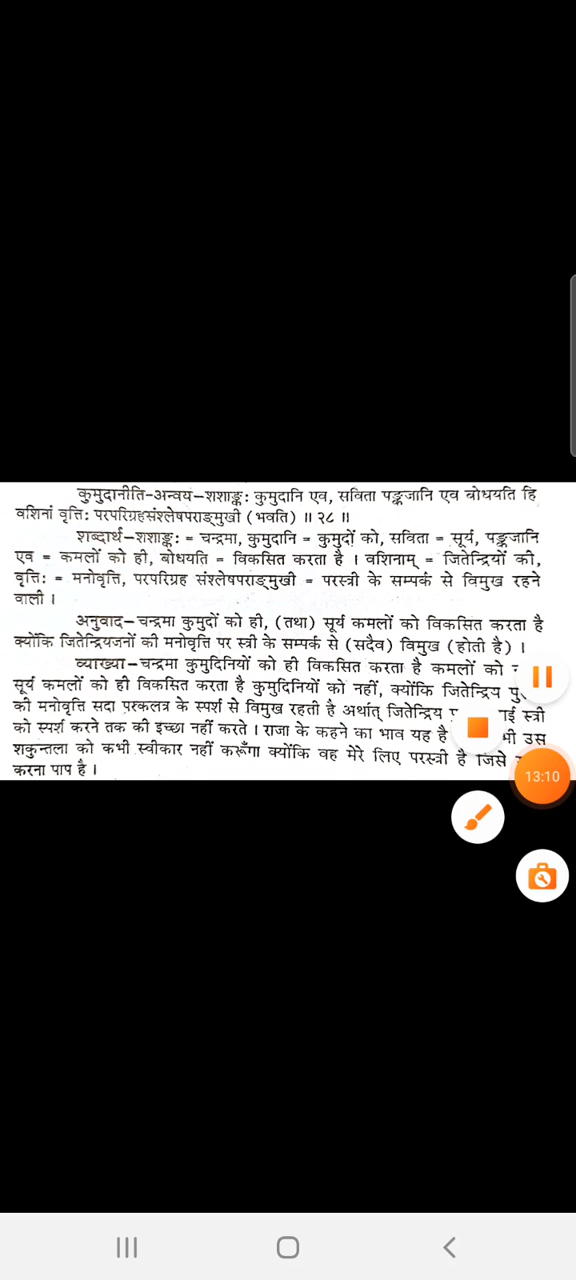 कुमुदानीति-अन्वय–शशाङ्कः कुमुदानि एव, सविता पङ्कजानि एव बोधयति हि
वशिनां वृत्तिः परपरिग्रहसंश्लेषपराङ्मुखी (भवति) ॥ २८ ॥
शब्दार्थ–शशाङ्कः = चन्द्रमा, कुमुदानि = कुमुदों को, सविता = सूर्य, पङ्कजानि
एव = कमलों को ही, बोधयति = विकसित करता है । वशिनाम् = जितेन्द्रियों की,
वृत्तिः = मनोवृत्ति, परपरिग्रह संश्लेषपराङ्मुखी = परस्त्री के सम्पर्क से विमुख रहने
वाली ।
अनुवाद–चन्द्रमा कुमुदों को ही, (तथा) सूर्य कमलों को विकसित करता है
क्योंकि जितेन्द्रियजनों की मनोवृत्ति पर स्त्री के सम्पर्क से (सदैव) विमुख (होती है) ।
व्याख्या–चन्द्रमा कुमुदिनियों को ही विकसित करता है कमलों को
सूर्य कमलों को ही विकसित करता है कुमुदिनियों को नहीं, क्योंकि जितेन्द्रिय
की मनोवृत्ति सदा परकलत्र के स्पर्श से विमुख रहती है अर्थात् जितेन्द्रिय स्त्री
को स्पर्श करने तक की इच्छा नहीं करते । राजा के कहने का भाव यह है उस
शकुन्तला को कभी स्वीकार नहीं करूँगा क्योंकि वह मेरे लिए परस्त्री है जिसे
करना पाप है ।
13:10